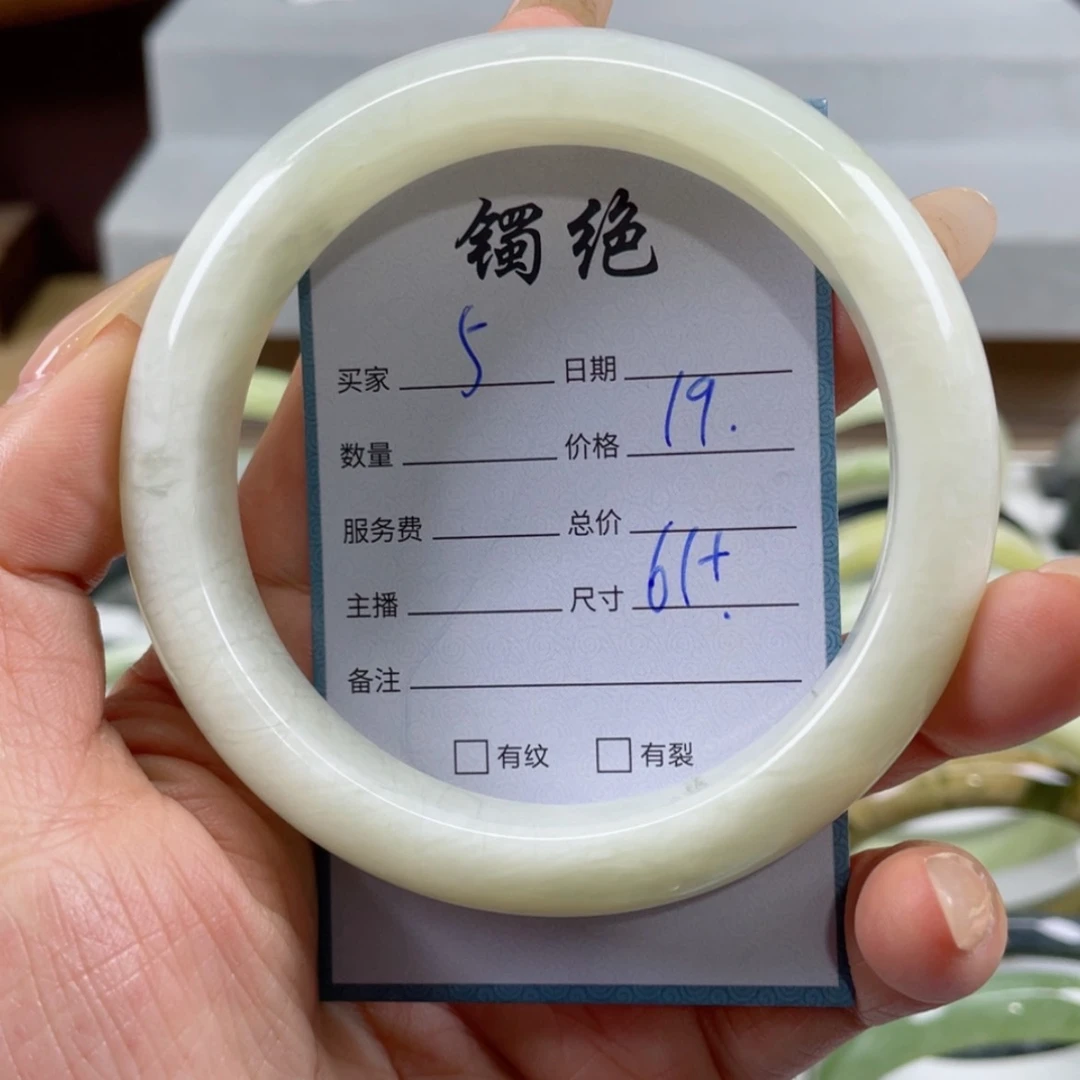 镯绝
买家 5 日期
数量 价格 19.
服务费 总价
主播 尺寸 61+.
备注
□有纹 □有裂